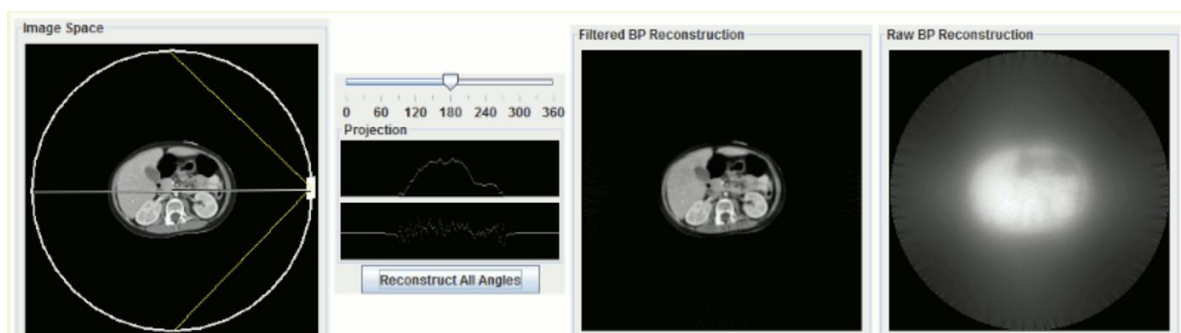 Image Space
0 60 120 180 240 300 360
Projection
Reconstruct All Angles
Filtered BP Reconstruction
Raw BP Reconstruction